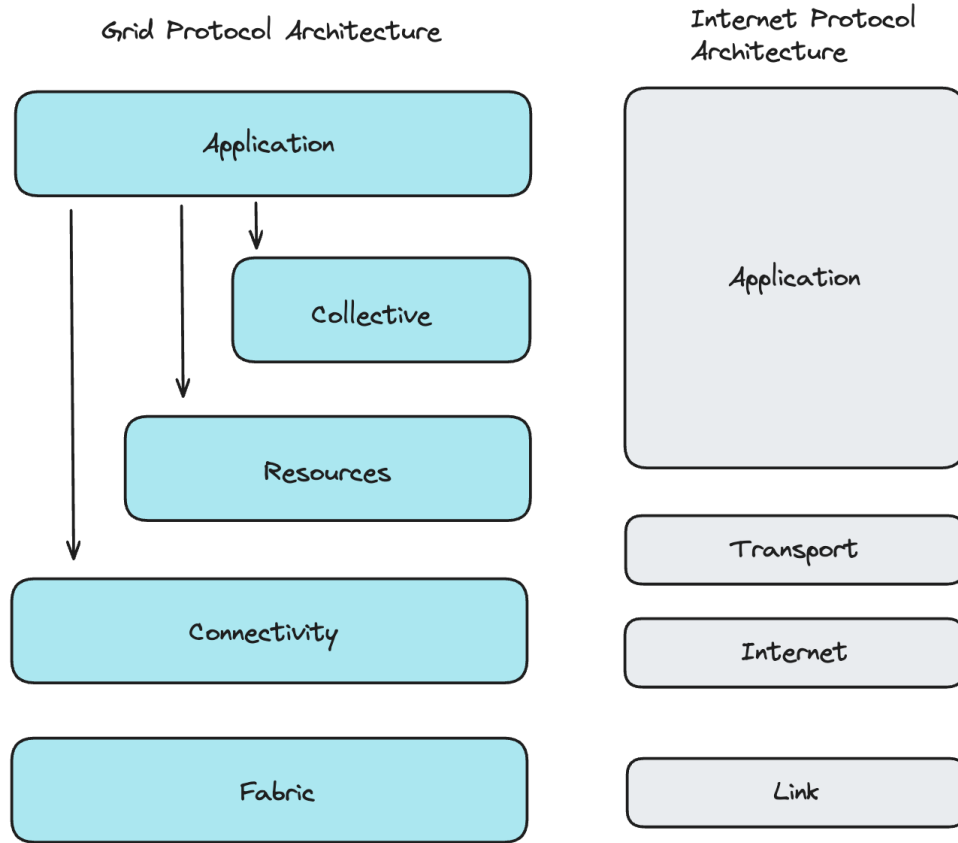 Grid Protocol Architecture
Application
Collective
Resources
Connectivity
Fabric
Internet Protocol
Architecture
Application
Transport
Internet
Link